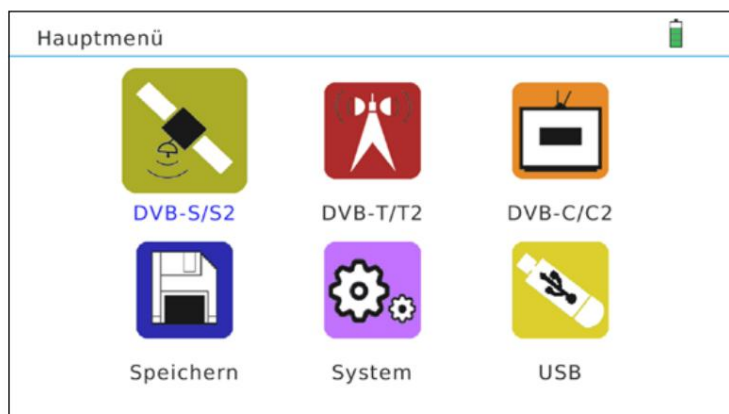 Hauptmenü
DVB-S/S2 DVB-T/T2 DVB-C/C2
Speichern System USB